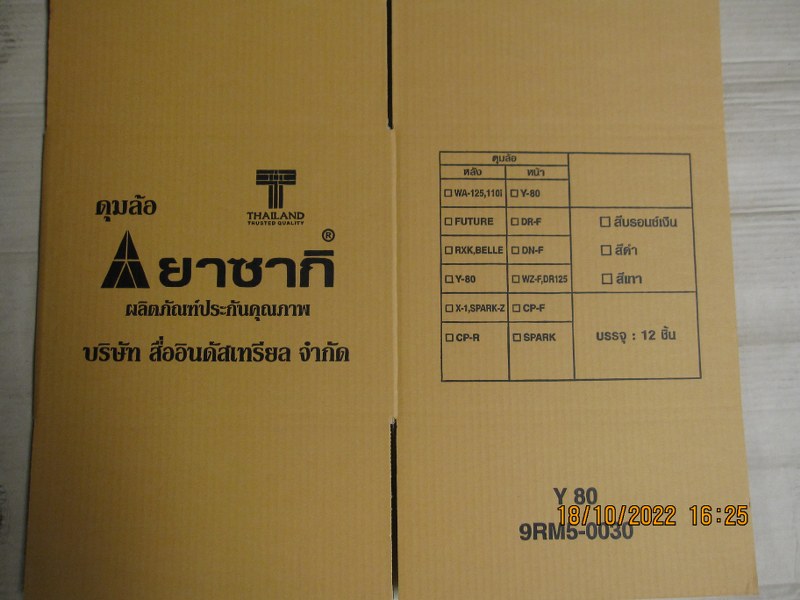 ดุมล้อ
THAILAND
TRUSTED QUALITY
®
ยาซากิ
ผลิตภัณฑ์ประกันคุณภาพ
บริษัท สื่ออินดัสเทรียล จำกัด
ดุมล้อ
หลัง หน้า
WA-125,110i Y-80
FUTURE DR-F
RXK,BELLE DN-F
Y-80 WZ-F,DR125
X-1,SPARK-Z CP-F
CP-R SPARK
สีบรอนซ์เงิน
สีดำ
สีเทา
บรรจุ : 12 ชิ้น
Y 80
18/10/2022 16:25
9RM5-0030